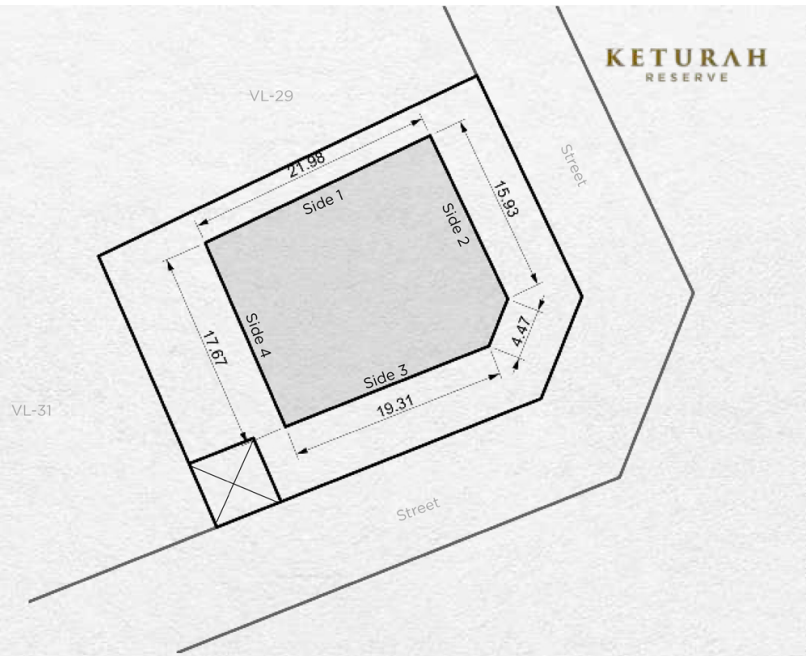 KETURAH
RESERVE
VL-29
21.98
Side 1
Street
15.93
Side 2
17.67
Side 4
4.47
Side 3
19.31
VL-31
Street